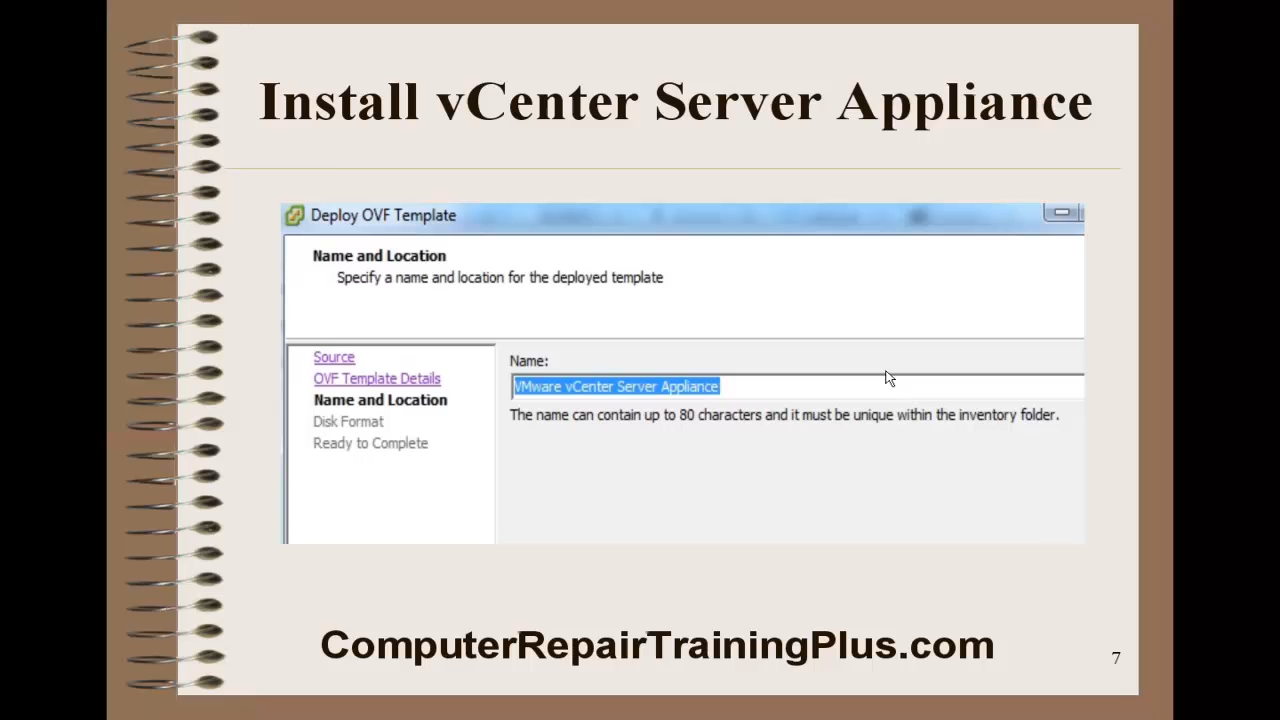 Install vCenter Server Appliance
Deploy OVF Template
Name and Location
Specify a name and location for the deployed template
Source
OVF Template Details
Name and Location
Disk Format
Ready to Complete
Name:
VMware vCenter Server Appliance
The name can contain up to 80 characters and it must be unique within the inventory folder.
ComputerRepairTrainingPlus.com
7